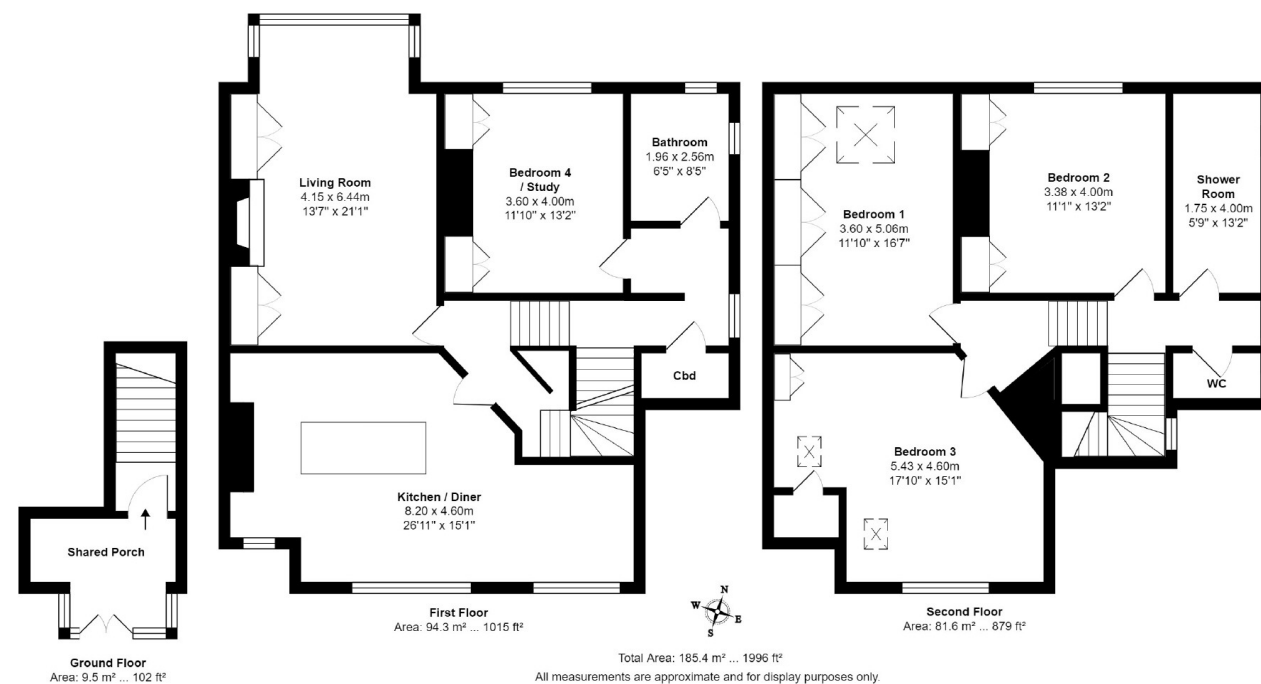 Living Room
4.15 x 6.44m
13'7" x 21'1"
Bedroom 4
/ Study
3.60 x 4.00m
11'10" x 13'2"
Bathroom
1.96 x 2.56m
6'5" x 8'5"
Cbd
Kitchen / Diner
8.20 x 4.60m
26'11" x 15'1"
First Floor
Area: 94.3 m² ... 1015 ft²
Bedroom 1
3.60 x 5.06m
11'10" x 16'7"
Bedroom 2
3.38 x 4.00m
11'1" x 13'2"
Shower
Room
1.75 x 4.00m
5'9" x 13'2"
WC
Bedroom 3
5.43 x 4.60m
17'10" x 15'1"
Second Floor
Area: 81.6 m² ... 879 ft²
Shared Porch
Ground Floor
Area: 9.5 m² ... 102 ft²
N
W
E
S
Total Area: 185.4 m² ... 1996 ft²
All measurements are approximate and for display purposes only.